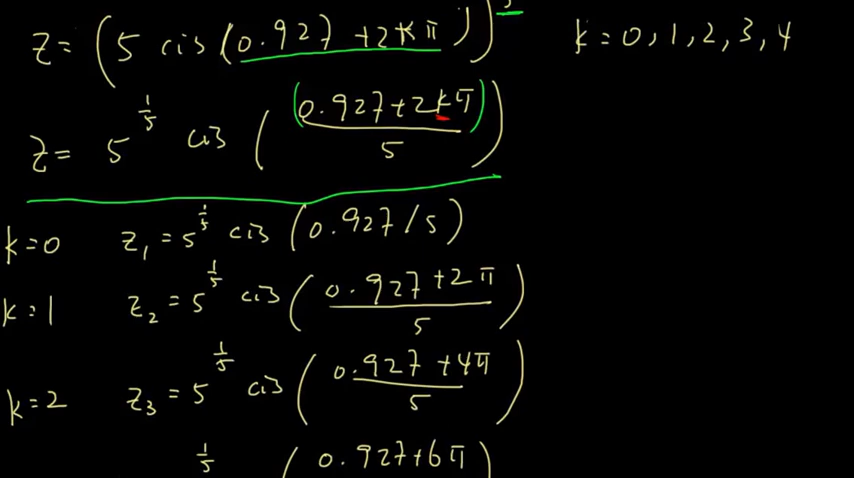 z = (5 cis (0.927 + 2kπ)) k = 0, 1, 2, 3, 4
z = 5^(1/5) cis ((0.927 + 2kπ)/5)
k=0 z₁ = 5^(1/5) cis (0.927/5)
k=1 z₂ = 5^(1/5) cis ((0.927 + 2π)/5)
k=2 z₃ = 5^(1/5) cis ((0.927 + 4π)/5)
1/5 (0.927 + 6π)